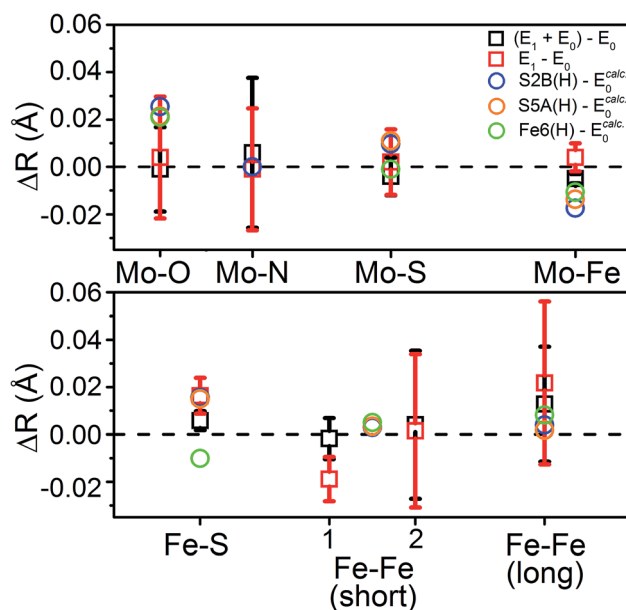 0.06
0.04
0.02
0.00
-0.02
ΔR (Å)
(E₁ + E₀) - E₀
E₁ - E₀
S2B(H) - E₀ᶜᵃˡᶜ·
S5A(H) - E₀ᶜᵃˡᶜ·
Fe6(H) - E₀ᶜᵃˡᶜ·
Mo-O Mo-N Mo-S Mo-Fe
0.06
0.04
0.02
0.00
-0.02
ΔR (Å)
1 2
Fe-S Fe-Fe Fe-Fe
(short) (long)